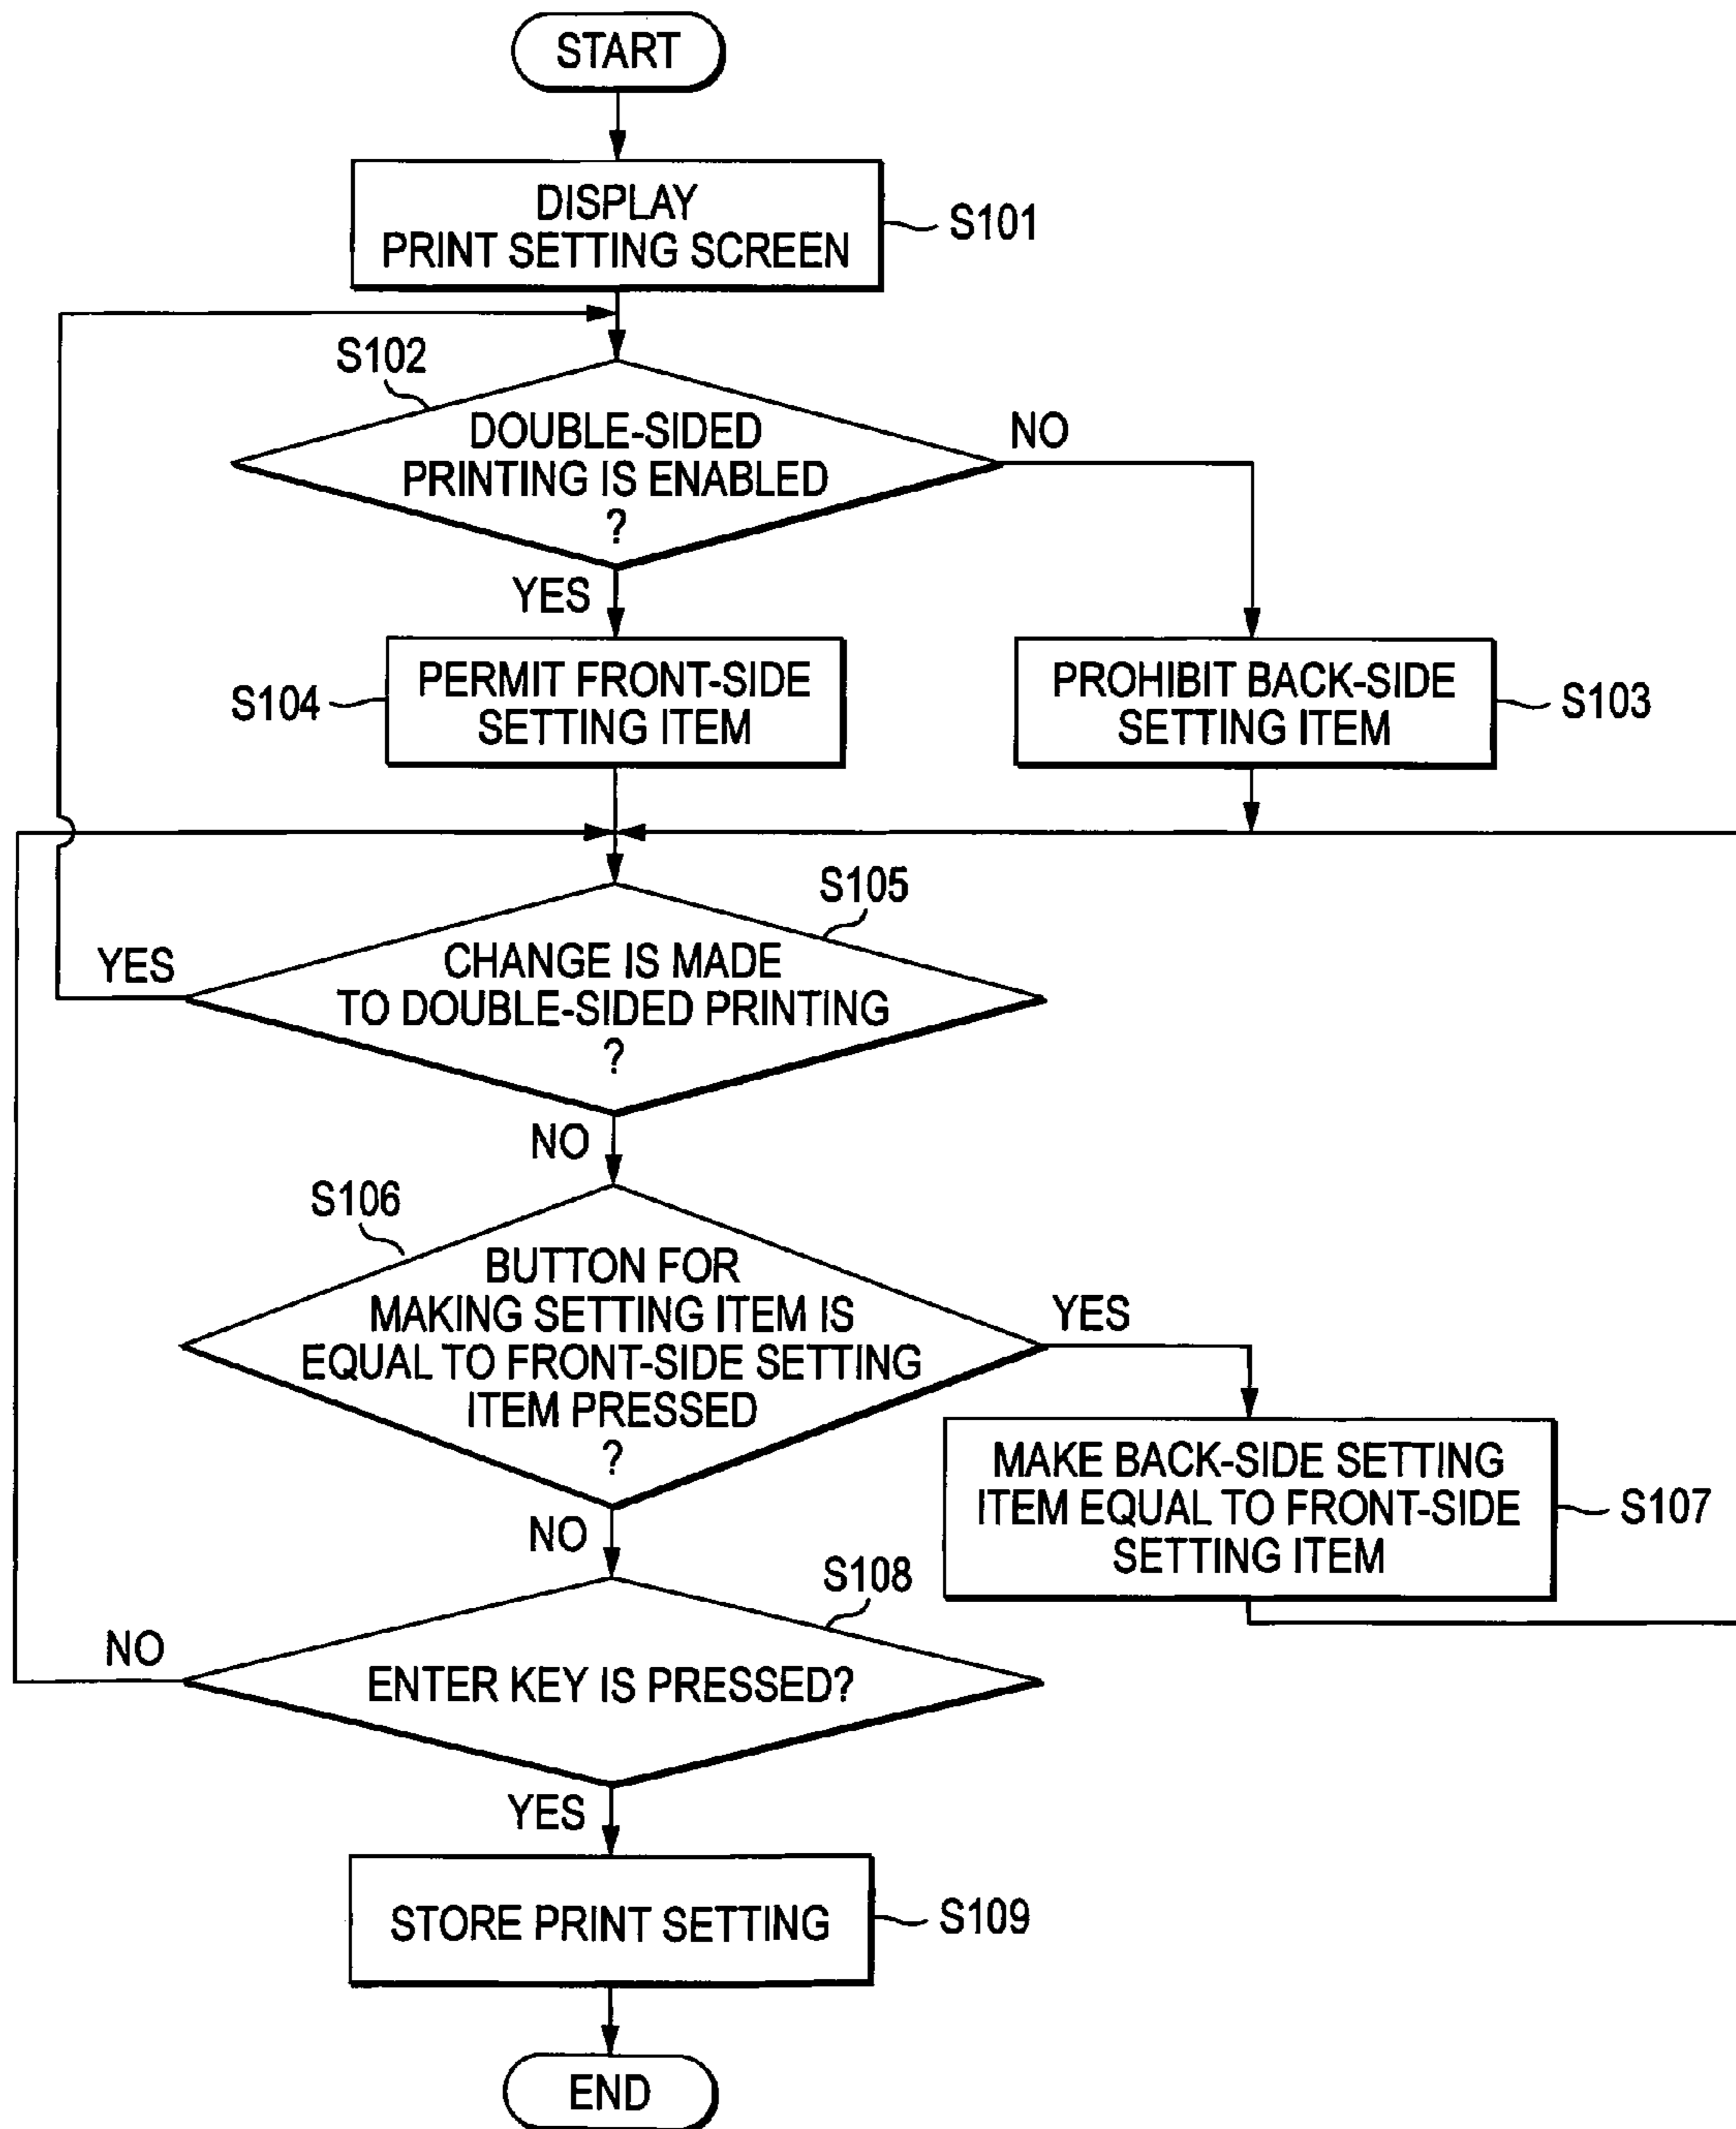 START
DISPLAY
PRINT SETTING SCREEN
S101
S102
DOUBLE-SIDED
PRINTING IS ENABLED
?
NO
YES
S104
PERMIT FRONT-SIDE
SETTING ITEM
PROHIBIT BACK-SIDE
SETTING ITEM
S103
S105
YES
CHANGE IS MADE
TO DOUBLE-SIDED PRINTING
?
NO
S106
BUTTON FOR
MAKING SETTING ITEM IS
EQUAL TO FRONT-SIDE SETTING
ITEM PRESSED
?
YES
MAKE BACK-SIDE SETTING
ITEM EQUAL TO FRONT-SIDE
SETTING ITEM
S107
NO
S108
NO
ENTER KEY IS PRESSED?
YES
STORE PRINT SETTING
S109
END